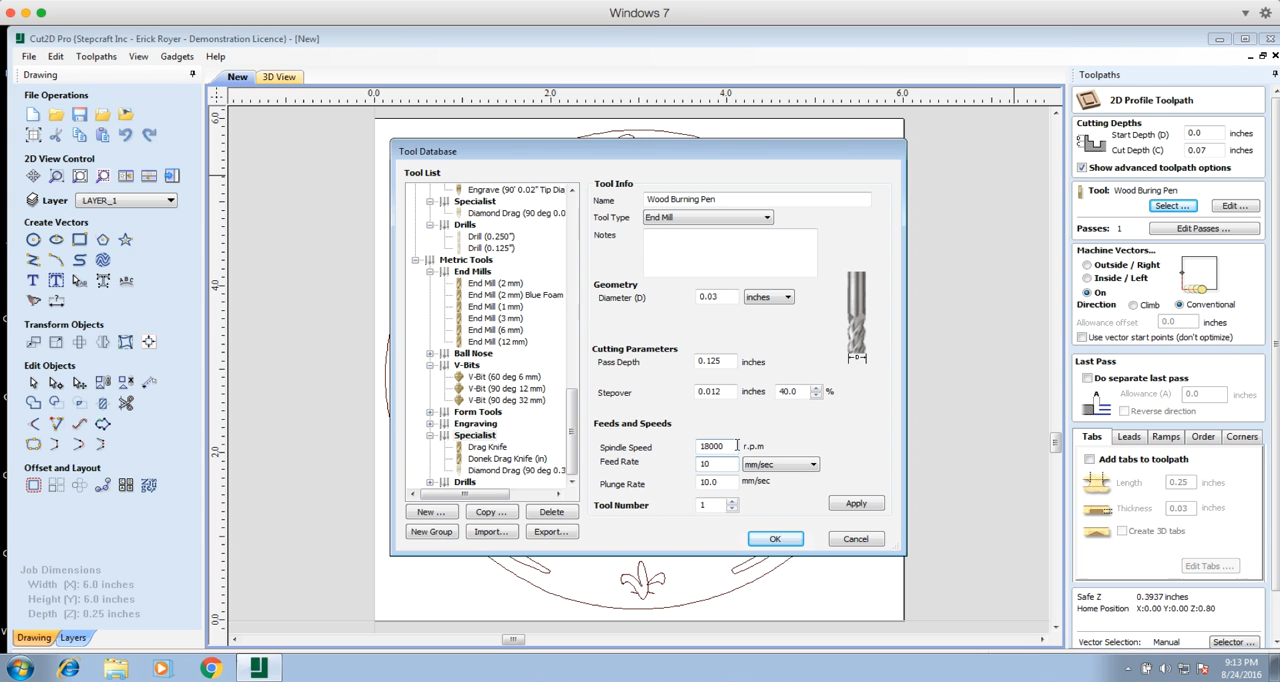 Windows 7
Cut2D Pro {Stepcraft Inc - Erick Royer - Demonstration Licence} - [New]
File Edit Toolpaths View Gadgets Help
Drawing
File Operations
2D View Control
Layer LAYER_1
Create Vectors
Transform Objects
Edit Objects
Offset and Layout
Job Dimensions
Width [X]: 6.0 inches
Height [Y]: 6.0 inches
Depth [Z]: 0.25 inches
Drawing Layers
New 3D View
0.0 2.0 4.0 6.0
6.0
4.0
2.0
0.0
Tool Database
Tool List
Engrave (90' 0.02" Tip Dia
Specialist
Diamond Drag (90 deg 0.0
Drills
Drill (0.250")
Drill (0.125")
Metric Tools
End Mills
End Mill (2 mm)
End Mill (2 mm) Blue Foam
End Mill (1 mm)
End Mill (3 mm)
End Mill (6 mm)
End Mill (12 mm)
Ball Nose
V-Bits
V-Bit (60 deg 6 mm)
V-Bit (90 deg 12 mm)
V-Bit (90 deg 32 mm)
Form Tools
Engraving
Specialist
Drag Knife
Donek Drag Knife (in)
Diamond Drag (90 deg 0.3
Drills
New ... Copy ... Delete
New Group Import... Export...
Tool Info
Name Wood Burning Pen
Tool Type End Mill
Notes
Geometry
Diameter (D) 0.03 inches
D
Cutting Parameters
Pass Depth 0.125 inches
Stepover 0.012 inches 40.0 %
Feeds and Speeds
Spindle Speed 18000 r.p.m
Feed Rate 10 mm/sec
Plunge Rate 10.0 mm/sec
Tool Number 1
Apply
OK Cancel
Toolpaths
2D Profile Toolpath
Cutting Depths
Start Depth (D) 0.0 inches
Cut Depth (C) 0.07 inches
Show advanced toolpath options
Tool: Wood Buring Pen
Select ... Edit ...
Passes: 1 Edit Passes ...
Machine Vectors...
Outside / Right
Inside / Left
On
Direction Climb Conventional
Allowance offset 0.0 inches
Use vector start points (don't optimize)
Last Pass
Do separate last pass
A Allowance (A) 0.0 inches
Reverse direction
Tabs Leads Ramps Order Corners
Add tabs to toolpath
Length 0.25 inches
Thickness 0.03 inches
Create 3D tabs
Edit Tabs ....
Safe Z 0.3937 inches
Home Position X:0.00 Y:0.00 Z:0.80
Vector Selection: Manual Selector ...
9:13 PM
8/24/2016